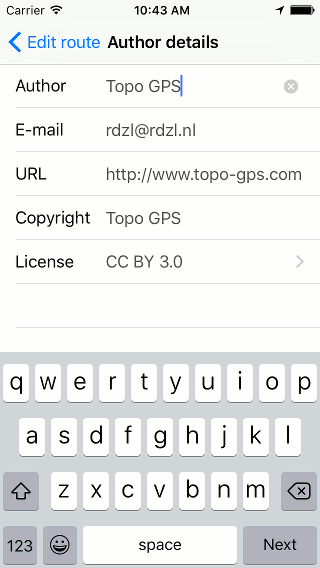 Carrier 10:43 AM
Edit route Author details
Author Topo GPS
E-mail rdzl@rdzl.nl
URL http://www.topo-gps.com
Copyright Topo GPS
License CC BY 3.0
q w e r t y u i o p
a s d f g h j k l
z x c v b n m
123 space Next